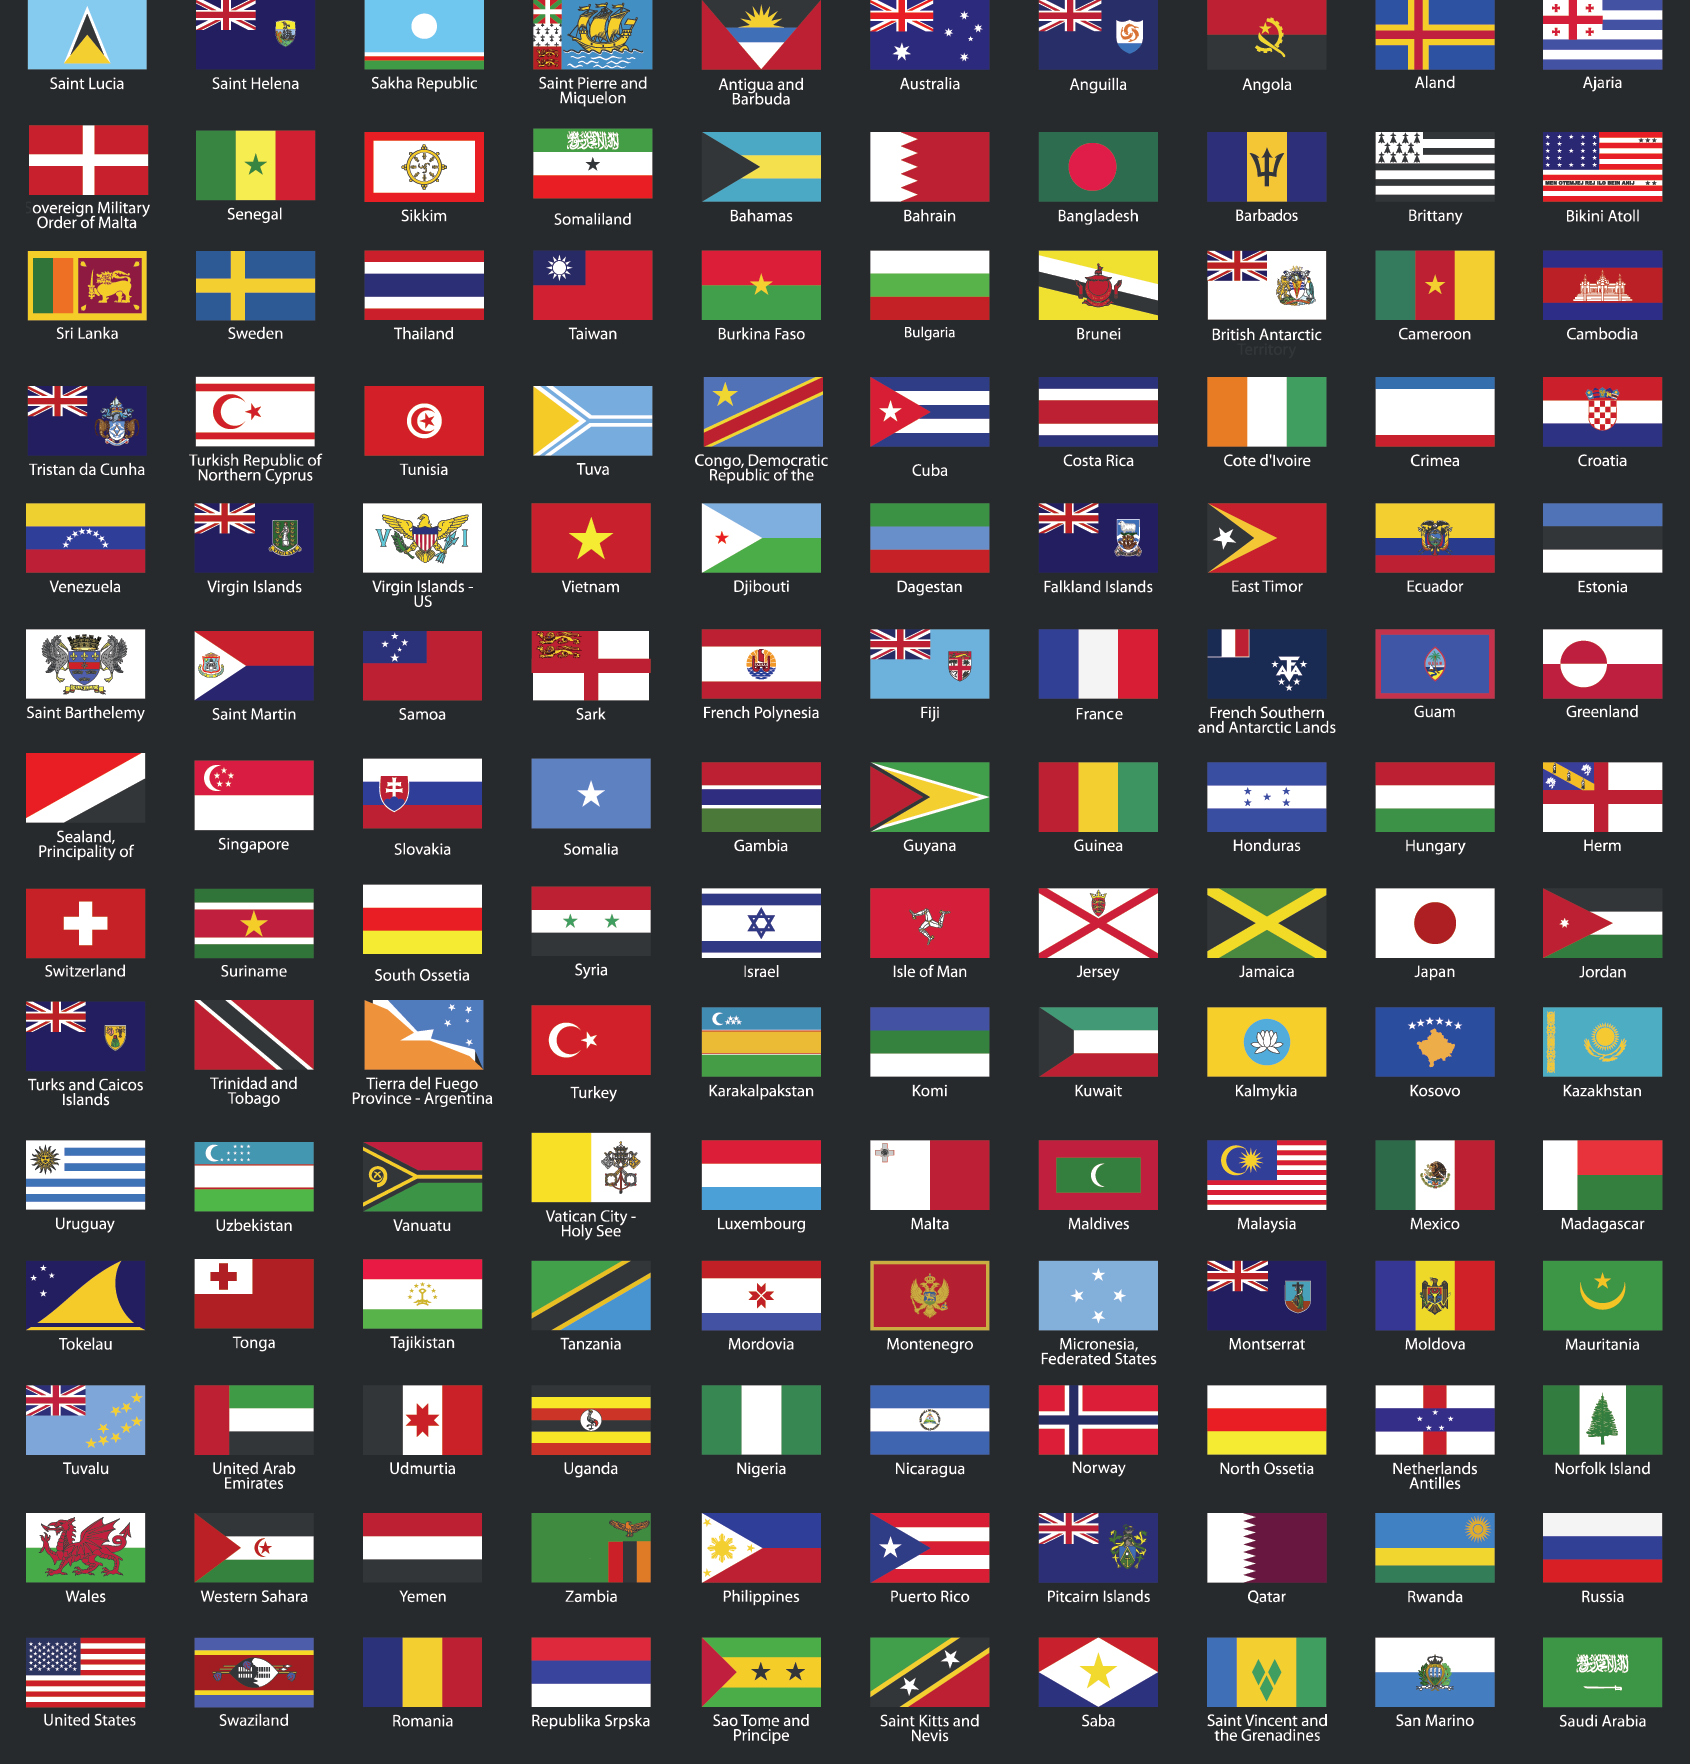 Saint Lucia
Saint Helena
Sakha Republic
Saint Pierre and
Miquelon
Antigua and
Barbuda
Australia
Anguilla
Angola
Aland
Ajaria
overeign Military
Order of Malta
Senegal
Sikkim
Somaliland
Bahamas
Bahrain
Bangladesh
Barbados
Brittany
MEN OTEMJEJ REJ ILO BEIN ANIJ
Bikini Atoll
Sri Lanka
Sweden
Thailand
Taiwan
Burkina Faso
Bulgaria
Brunei
British Antarctic
Territory
Cameroon
Cambodia
Tristan da Cunha
Turkish Republic of
Northern Cyprus
Tunisia
Tuva
Congo, Democratic
Republic of the
Cuba
Costa Rica
Cote d'Ivoire
Crimea
Croatia
Venezuela
Virgin Islands
V I
Virgin Islands -
US
Vietnam
Djibouti
Dagestan
Falkland Islands
East Timor
Ecuador
Estonia
Saint Barthelemy
Saint Martin
Samoa
Sark
French Polynesia
Fiji
France
French Southern
and Antarctic Lands
Guam
Greenland
Sealand,
Principality of
Singapore
Slovakia
Somalia
Gambia
Guyana
Guinea
Honduras
Hungary
Herm
Switzerland
Suriname
South Ossetia
Syria
Israel
Isle of Man
Jersey
Jamaica
Japan
Jordan
Turks and Caicos
Islands
Trinidad and
Tobago
Tierra del Fuego
Province - Argentina
Turkey
Karakalpakstan
Komi
Kuwait
Kalmykia
Kosovo
Kazakhstan
Uruguay
Uzbekistan
Vanuatu
Vatican City -
Holy See
Luxembourg
Malta
Maldives
Malaysia
Mexico
Madagascar
Tokelau
Tonga
Tajikistan
Tanzania
Mordovia
Montenegro
Micronesia,
Federated States
Montserrat
Moldova
Mauritania
Tuvalu
United Arab
Emirates
Udmurtia
Uganda
Nigeria
Nicaragua
Norway
North Ossetia
Netherlands
Antilles
Norfolk Island
Wales
Western Sahara
Yemen
Zambia
Philippines
Puerto Rico
Pitcairn Islands
Qatar
Rwanda
Russia
United States
Swaziland
Romania
Republika Srpska
Sao Tome and
Principe
Saint Kitts and
Nevis
Saba
Saint Vincent and
the Grenadines
San Marino
Saudi Arabia